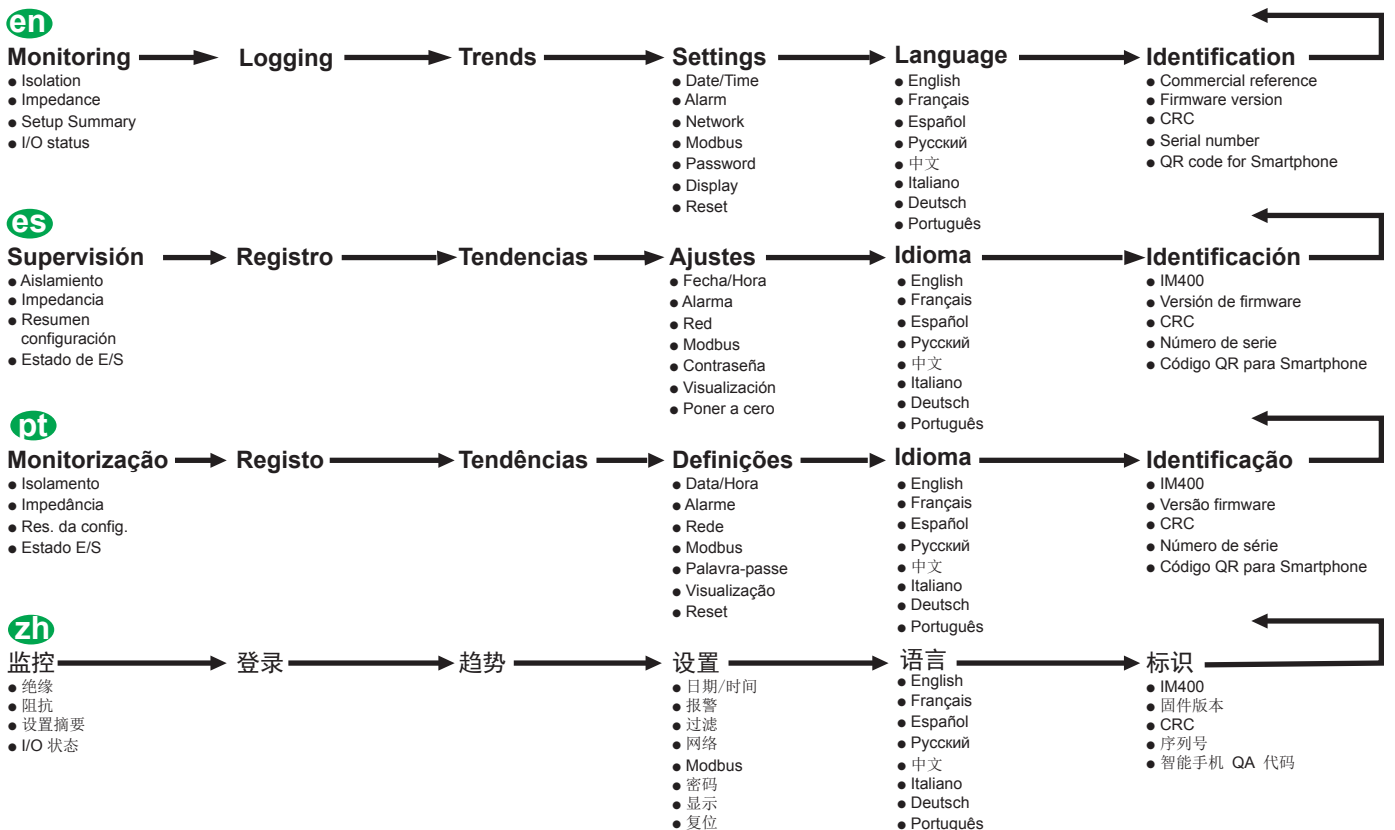 en
Monitoring
● Isolation
● Impedance
● Setup Summary
● I/O status
Logging
Trends
Settings
● Date/Time
● Alarm
● Network
● Modbus
● Password
● Display
● Reset
Language
● English
● Français
● Español
● Русский
● 中文
● Italiano
● Deutsch
● Português
Identification
● Commercial reference
● Firmware version
● CRC
● Serial number
● QR code for Smartphone
es
Supervisión
● Aislamiento
● Impedancia
● Resumen
configuración
● Estado de E/S
Registro
Tendencias
Ajustes
● Fecha/Hora
● Alarma
● Red
● Modbus
● Contraseña
● Visualización
● Poner a cero
Idioma
● English
● Français
● Español
● Русский
● 中文
● Italiano
● Deutsch
● Português
Identificación
● IM400
● Versión de firmware
● CRC
● Número de serie
● Código QR para Smartphone
pt
Monitorização
● Isolamento
● Impedância
● Res. da config.
● Estado E/S
Registo
Tendências
Definições
● Data/Hora
● Alarme
● Rede
● Modbus
● Palavra-passe
● Visualização
● Reset
Idioma
● English
● Français
● Español
● Русский
● 中文
● Italiano
● Deutsch
● Português
Identificação
● IM400
● Versão firmware
● CRC
● Número de série
● Código QR para Smartphone
zh
监控
● 绝缘
● 阻抗
● 设置摘要
● I/O 状态
登录
趋势
设置
● 日期/时间
● 报警
● 过滤
● 网络
● Modbus
● 密码
● 显示
● 复位
语言
● English
● Français
● Español
● Русский
● 中文
● Italiano
● Deutsch
● Português
标识
● IM400
● 固件版本
● CRC
● 序列号
● 智能手机 QA 代码